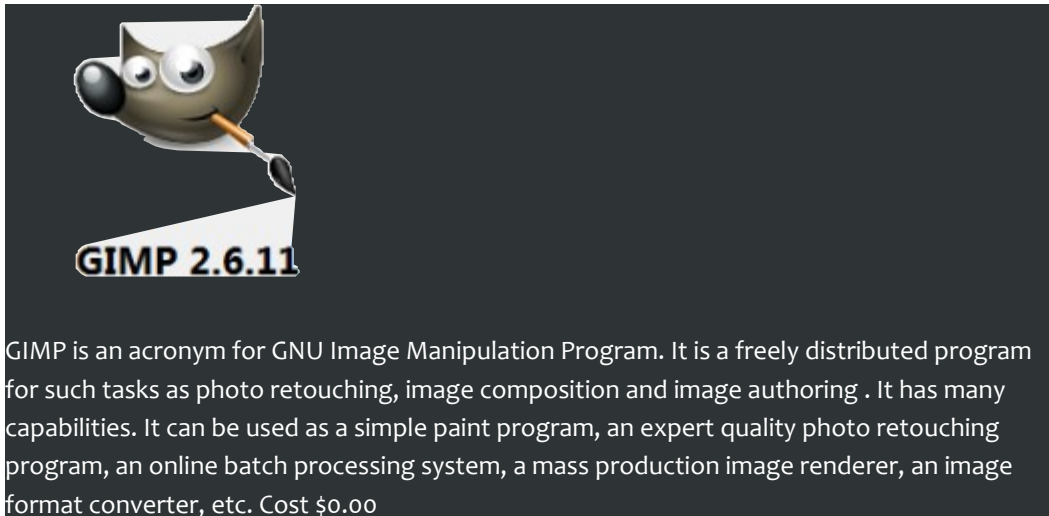 GIMP 2.6.11
GIMP is an acronym for GNU Image Manipulation Program. It is a freely distributed program
for such tasks as photo retouching, image composition and image authoring . It has many
capabilities. It can be used as a simple paint program, an expert quality photo retouching
program, an online batch processing system, a mass production image renderer, an image
format converter, etc. Cost $0.00